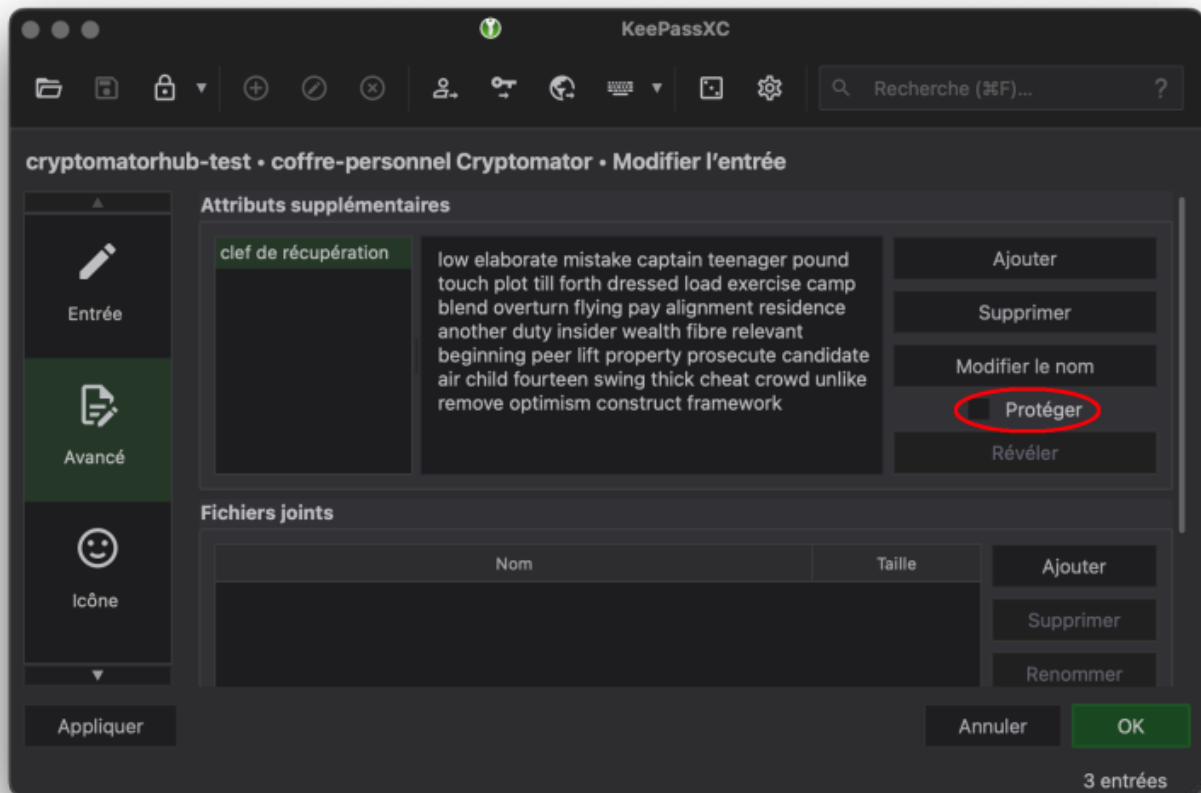 KeePassXC
Recherche (⌘F)...
?
cryptomatorhub-test • coffre-personnel Cryptomator • Modifier l'entrée
Entrée
Avancé
Icône
Attributs supplémentaires
clef de récupération
low elaborate mistake captain teenager pound
touch plot till forth dressed load exercise camp
blend overturn flying pay alignment residence
another duty insider wealth fibre relevant
beginning peer lift property prosecute candidate
air child fourteen swing thick cheat crowd unlike
remove optimism construct framework
Ajouter
Supprimer
Modifier le nom
Protéger
Révéler
Fichiers joints
Nom
Taille
Ajouter
Supprimer
Renommer
Appliquer
Annuler
OK
3 entrées